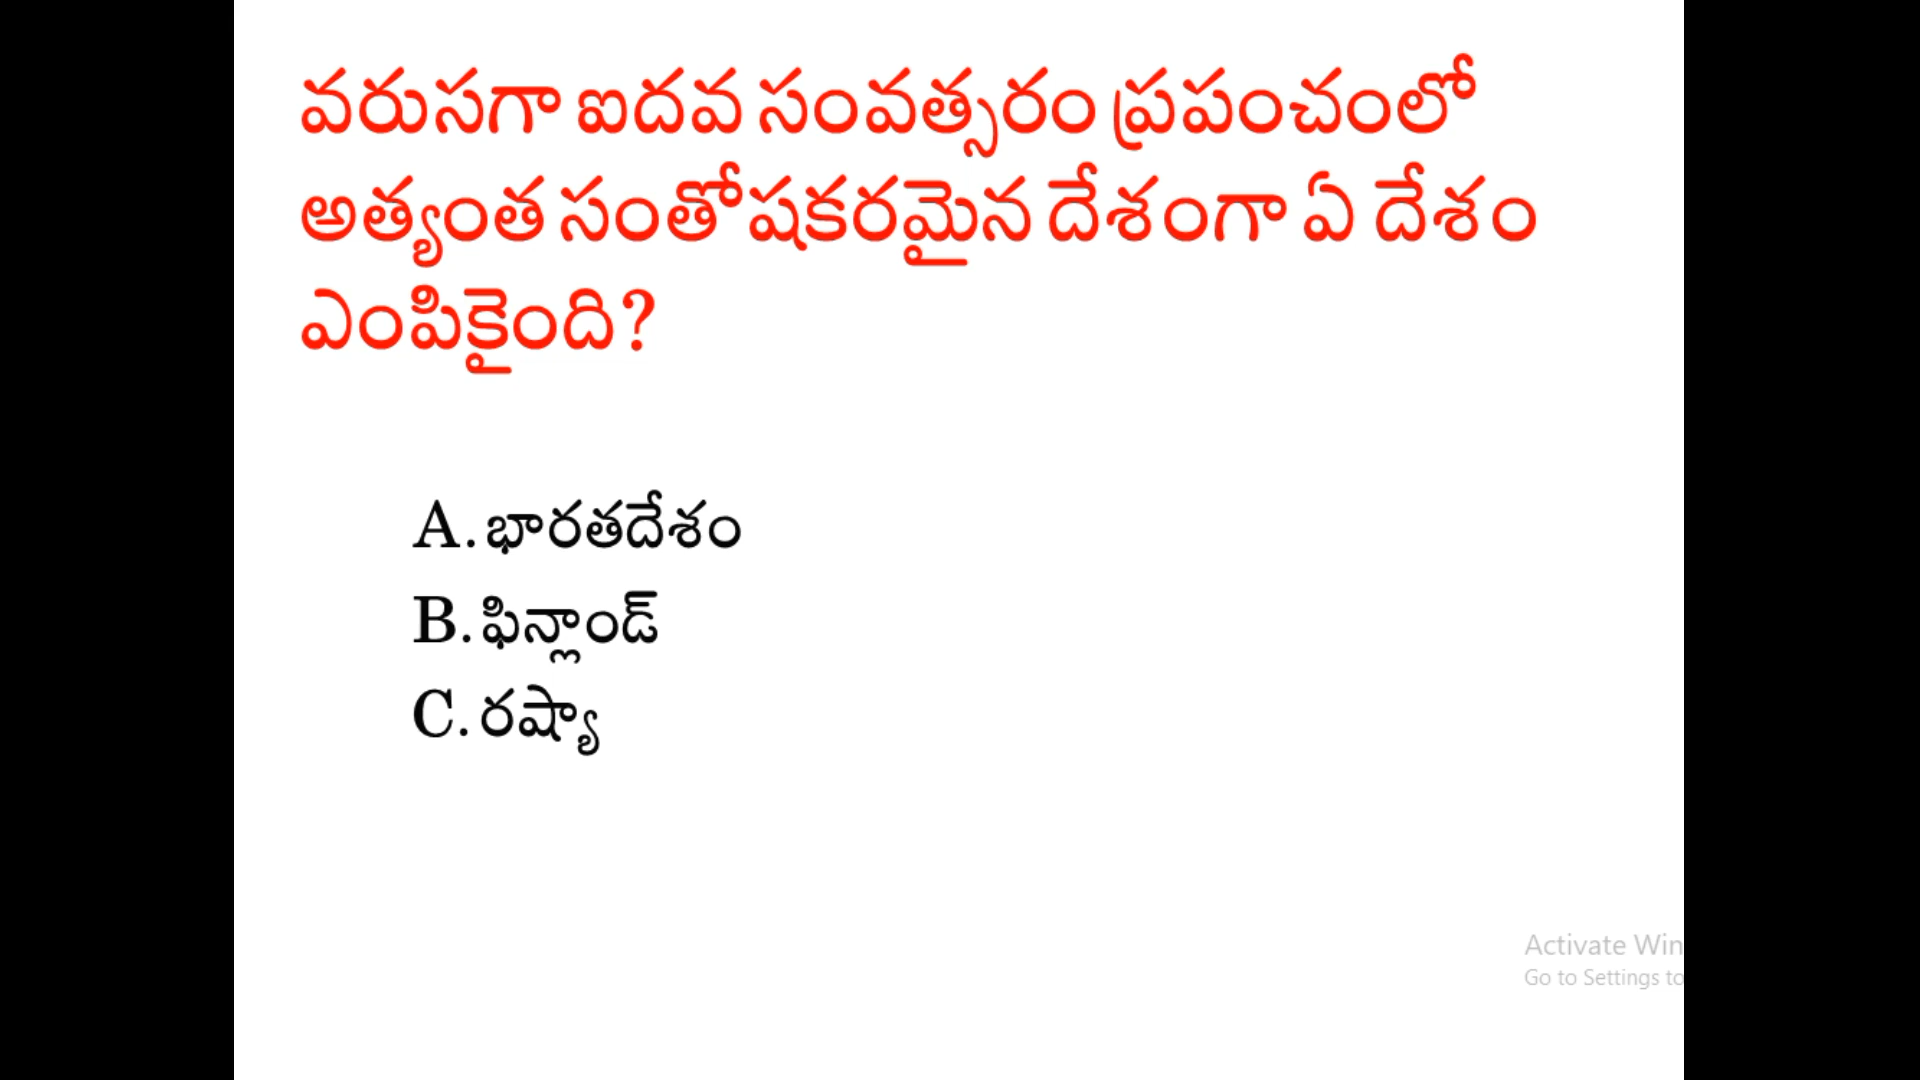 వరుసగా ఐదవ సంవత్సరం ప్రపంచంలో
అత్యంత సంతోషకరమైన దేశంగా ఏ దేశం
ఎంపికైంది?
A. భారతదేశం
B. ఫిన్లాండ్
C. రష్యా
Activate Win
Go to Settings to